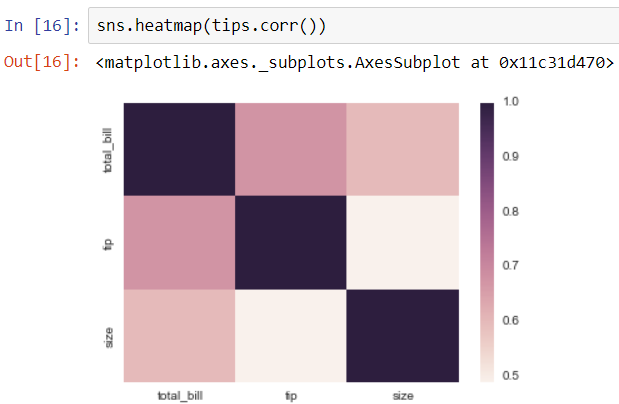 In [16]: sns.heatmap(tips.corr())
Out[16]: <matplotlib.axes._subplots.AxesSubplot at 0x11c31d470>
1.0
total_bill
0.9
0.8
tip
0.7
0.6
size
0.5
total_bill tip size